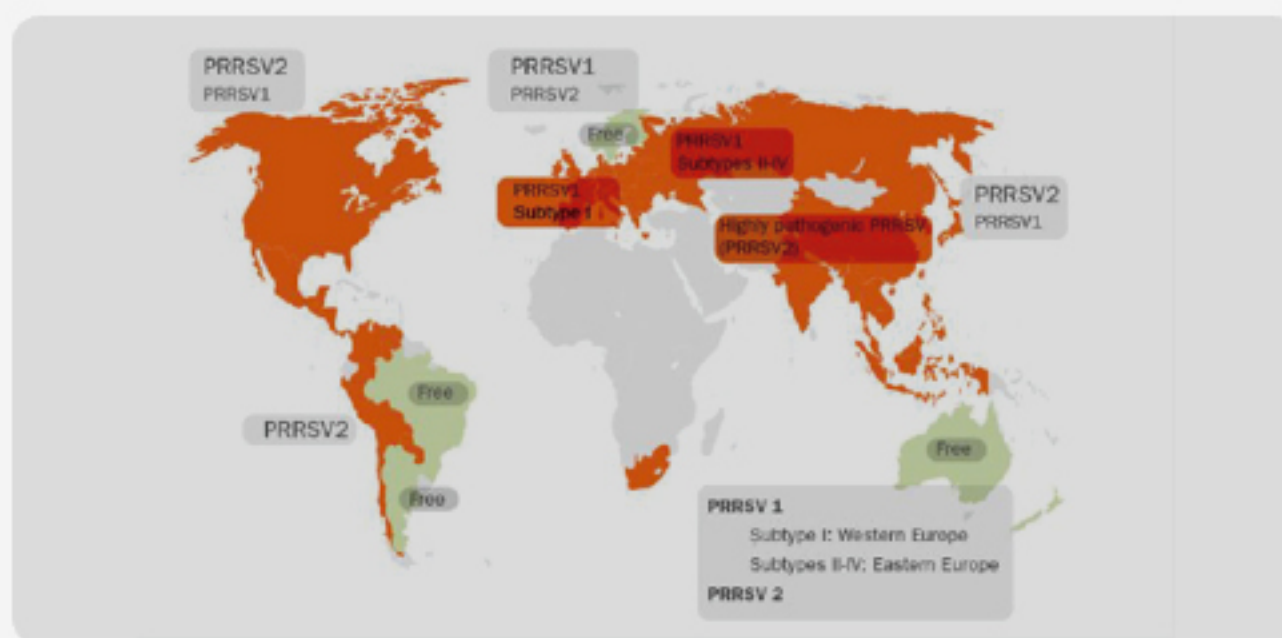 PRRSV2
PRRSV1
PRRSV1
PRRSV2
Free
PRRSV1
Subtypes II-IV
PRRSV1
Subtype I
PRRSV2
PRRSV1
Highly pathogenic PRRSV
(PRRSV2)
Free
PRRSV2
Free
Free
PRRSV 1
Subtype I: Western Europe
Subtypes II-IV: Eastern Europe
PRRSV 2